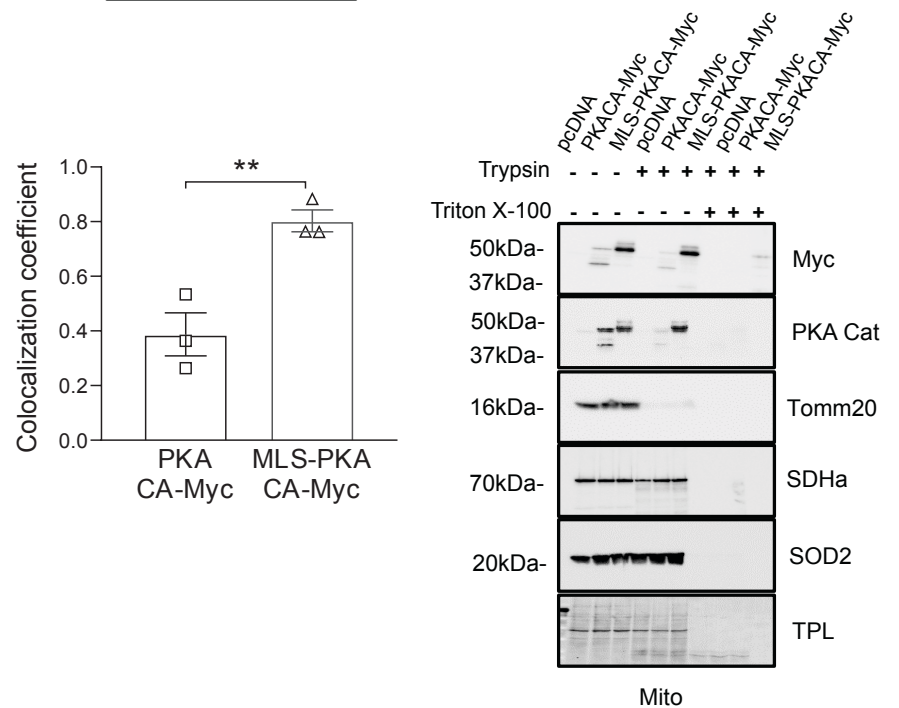 **
Colocalization coefficient
1.0
0.8
0.6
0.4
0.2
0.0
PKA MLS-PKA
CA-Myc CA-Myc
pcDNA PKACA-Myc MLS-PKACA-Myc pcDNA PKACA-Myc MLS-PKACA-Myc pcDNA PKACA-Myc MLS-PKACA-Myc
Trypsin - - - + + + + + +
Triton X-100 - - - - - - + + +
50kDa- Myc
37kDa-
50kDa- PKA Cat
37kDa-
16kDa- Tomm20
70kDa- SDHa
20kDa- SOD2
TPL
Mito